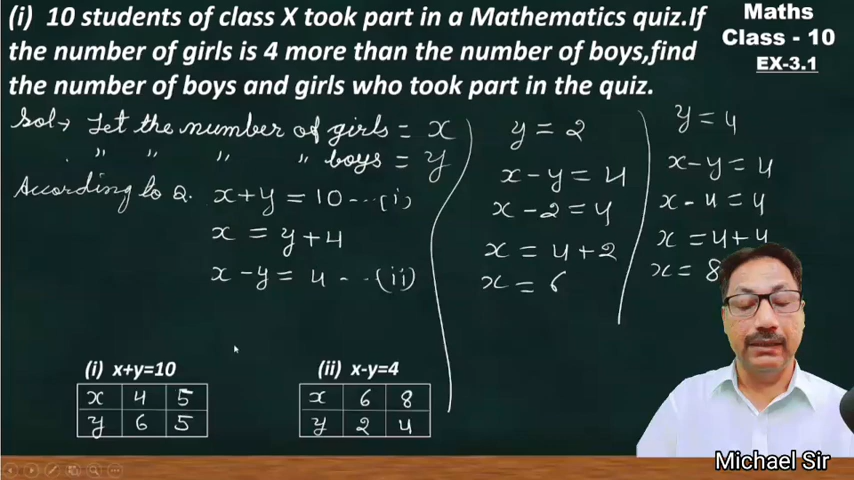 (i) 10 students of class X took part in a Mathematics quiz.If
the number of girls is 4 more than the number of boys,find
the number of boys and girls who took part in the quiz.
Maths
Class - 10
EX-3.1
Sol→ Let the number of girls = x
" " " " boys = y
According to Q. x+y = 10 ---(i)
x = y+4
x -y = 4 --- (ii)
(i) x+y=10
x 4 5
y 6 5
(ii) x-y=4
x 6 8
y 2 4
y = 2
x - y = 4
x - 2 = 4
x = 4 + 2
x = 6
y = 4
x - y = 4
x - 4 = 4
x = 4+4
x = 8
Michael Sir